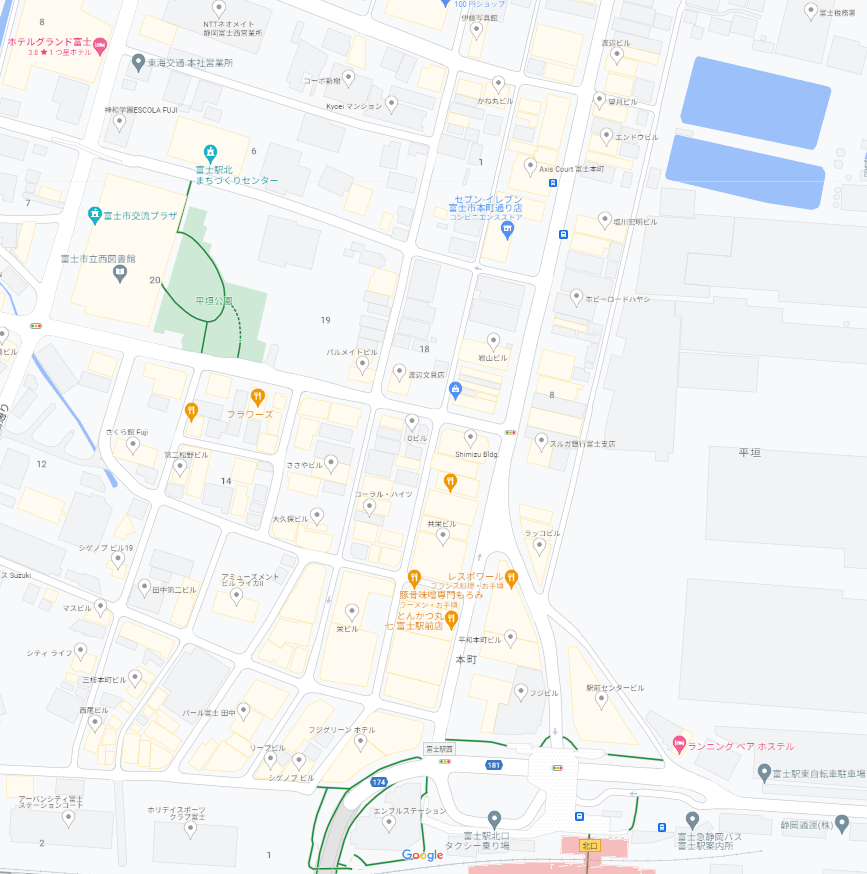 8
NTTネオメイト
静岡富士西営業所
100 円ショップ
伊藤写真館
富士税務署
ホテルグランド富士
3.8★1 つ星ホテル
東海交通 本社営業所
渡辺ビル
コーポ新樹
Kyoei マンション
かね丸ビル
望月ビル
神和学園ESCOLA FUJI
エンドウビル
6
1
富士駅北
まちづくりセンター
Axis Court 富士本町
7
富士市交流プラザ
セブン-イレブン
富士市本町通り店
コンビニエンスストア
塩川宏明ビル
富士市立西図書館
20
平垣公園
ホビーロードハヤシ
19
18
パルメイトビル
岩山ビル
渡辺文具店
8
フラワーズ
さくら館 Fuji
第二松野ビル
Oビル
Shimizu Bldg.
スルガ銀行富士支店
平垣
12
14
ささやビル
コーラル・ハイツ
大久保ビル
共栄ビル
ラッコビル
シゲノブ ビル19
ス Suzuki
田中第二ビル
アミューズメント
ビル ライカII
レスポワール
フランス料理・お手頃
豚骨味噌専門もろみ
ラーメン・お手頃
マスビル
栄ビル
とんかつ丸
七 富士駅前店
平和本町ビル
本町
シティ ライフ
三枝本町ビル
駅前センタービル
フジビル
西尾ビル
パール富士 田中
フジグリーン ホテル
リーブビル
富士駅西
181
ランニング ベア ホステル
シゲノブ ビル
174
富士駅東自転車駐車場
アーバンシティ富士
ステーションコート
ホリデイスポーツ
クラブ富士
エンブルステーション
富士駅北口
タクシー乗り場
富士急静岡バス
富士駅案内所
静岡通運(株)
2
1
Google
北口